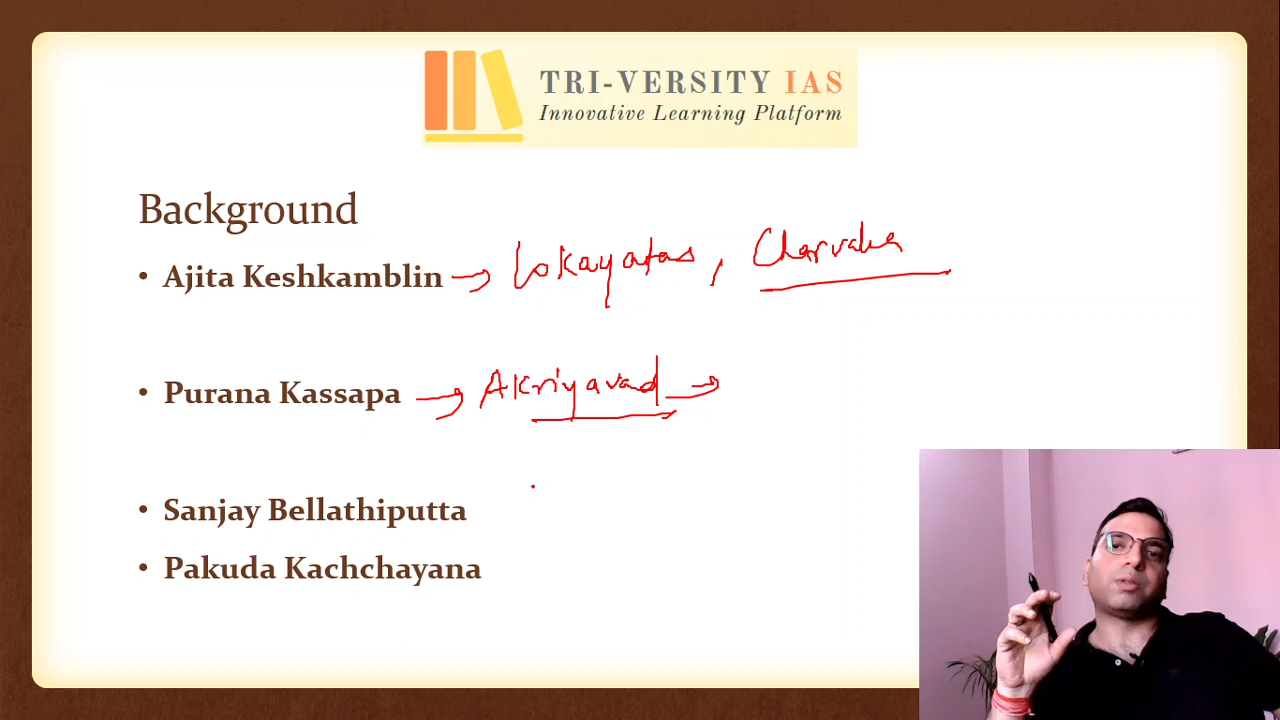 TRI-VERSITY IAS
Innovative Learning Platform
Background
• Ajita Keshkamblin → Lokayatas, Charvaka
• Purana Kassapa → Akriyavad →
• Sanjay Bellathiputta
• Pakuda Kachchayana